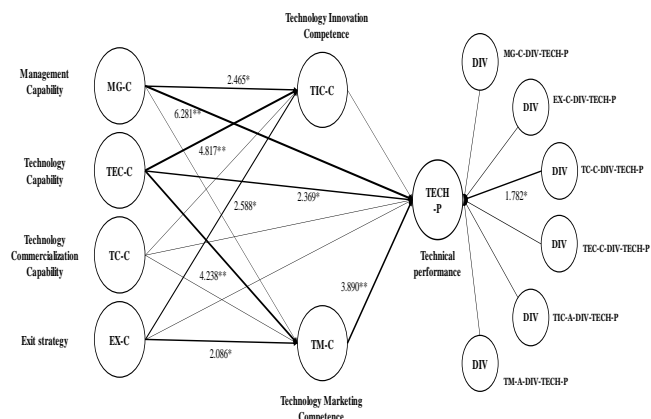 Technology Innovation
Competence
Management
Capability
MG-C
2.465*
TIC-C
6.281**
Technology
Capability
TEC-C
4.817**
2.588*
2.369*
TECH
-P
Technical
performance
Technology
Commercialization
Capability
TC-C
4.238**
3.890**
Exit strategy
EX-C
2.086*
TM-C
Technology Marketing
Competence
DIV
MG-C-DIV-TECH-P
DIV
EX-C-DIV-TECH-P
DIV
TC-C-DIV-TECH-P
1.782*
DIV
TEC-C-DIV-TECH-P
DIV
TIC-A-DIV-TECH-P
DIV
TM-A-DIV-TECH-P